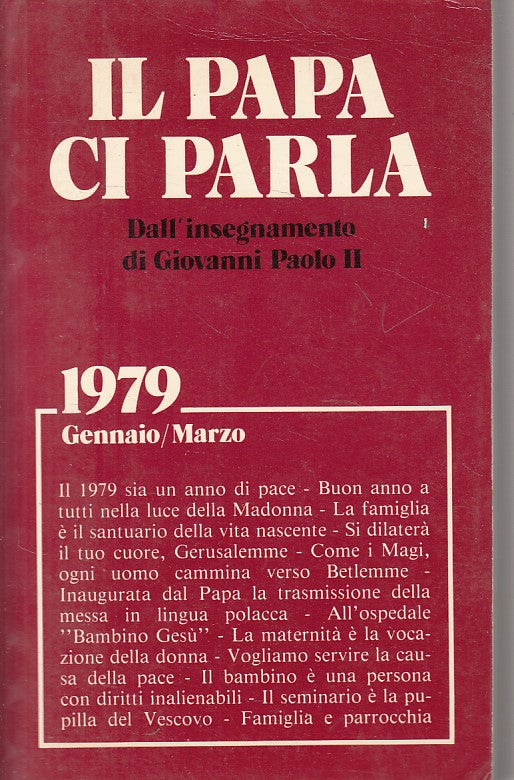 IL PAPA
CI PARLA
Dall'insegnamento
di Giovanni Paolo II
1979
Gennaio/Marzo
Il 1979 sia un anno di pace - Buon anno a
tutti nella luce della Madonna - La famiglia
è il santuario della vita nascente - Si dilaterà
il tuo cuore, Gerusalemme - Come i Magi,
ogni uomo cammina verso Betlemme -
Inaugurata dal Papa la trasmissione della
messa in lingua polacca - All'ospedale
''Bambino Gesù'' - La maternità è la voca-
zione della donna - Vogliamo servire la cau-
sa della pace - Il bambino è una persona
con diritti inalienabili - Il seminario è la pu-
pilla del Vescovo - Famiglia e parrocchia